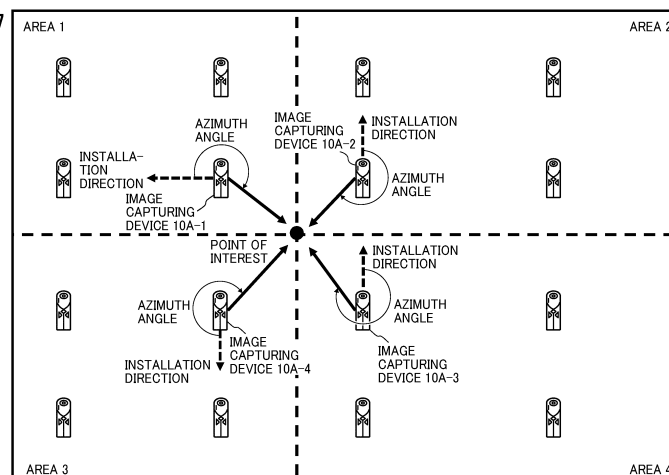 7
AREA 1
AREA 2
AZIMUTH
ANGLE
IMAGE
CAPTURING
DEVICE 10A-2
INSTALLATION
DIRECTION
INSTALLA-
TION
DIRECTION
AZIMUTH
ANGLE
IMAGE
CAPTURING
DEVICE 10A-1
POINT OF
INTEREST
INSTALLATION
DIRECTION
AZIMUTH
ANGLE
AZIMUTH
ANGLE
IMAGE
CAPTURING
DEVICE 10A-4
INSTALLATION
DIRECTION
IMAGE
CAPTURING
DEVICE 10A-3
AREA 3
AREA 4